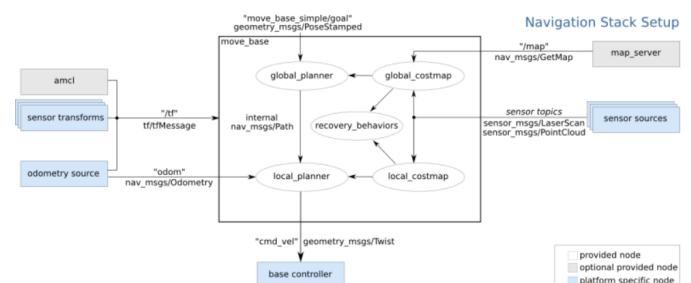 "move_base_simple/goal"
geometry_msgs/PoseStamped
Navigation Stack Setup
move_base
"/map"
nav_msgs/GetMap
map_server
amcl
global_planner
global_costmap
sensor transforms
"/tf"
tf/tfMessage
internal
nav_msgs/Path
recovery_behaviors
sensor topics
sensor_msgs/LaserScan
sensor_msgs/PointCloud
sensor sources
odometry source
"odom"
nav_msgs/Odometry
local_planner
local_costmap
"cmd_vel" geometry_msgs/Twist
base controller
provided node
optional provided node
platform specific node